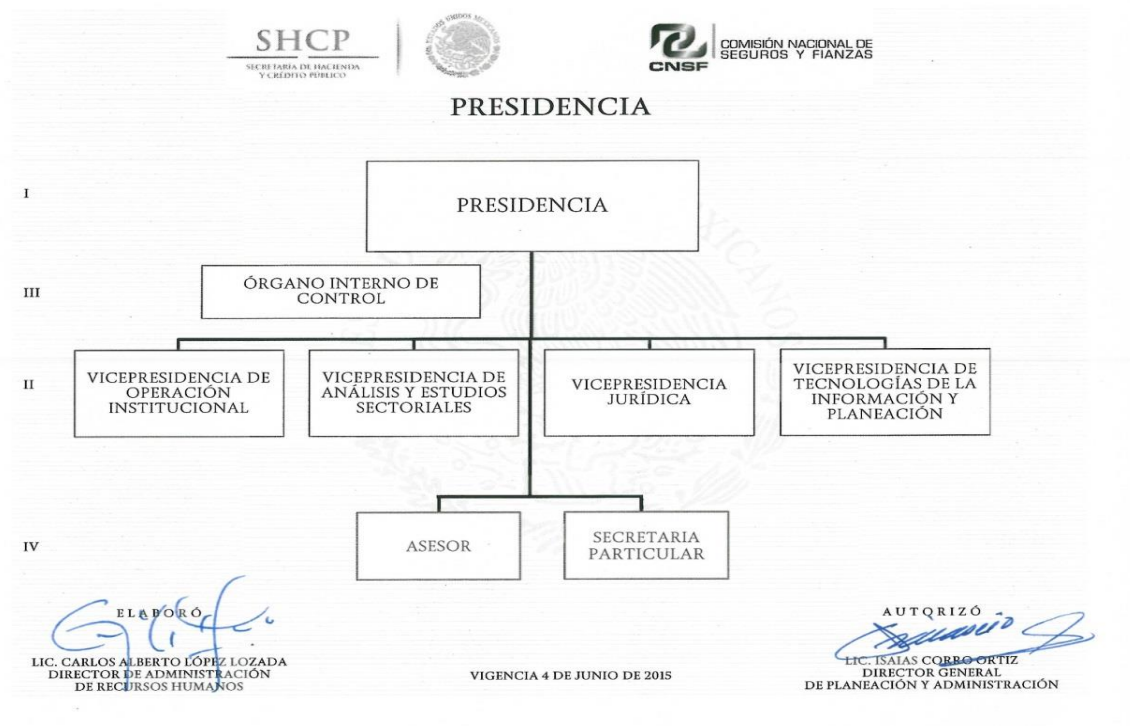 SHCP
SECRETARÍA DE HACIENDA
Y CRÉDITO PÚBLICO
ESTADOS UNIDOS MEXICANOS
CNSF
COMISIÓN NACIONAL DE
SEGUROS Y FIANZAS
PRESIDENCIA
I
PRESIDENCIA
III
ÓRGANO INTERNO DE
CONTROL
II
VICEPRESIDENCIA DE
OPERACIÓN
INSTITUCIONAL
VICEPRESIDENCIA DE
ANÁLISIS Y ESTUDIOS
SECTORIALES
VICEPRESIDENCIA
JURÍDICA
VICEPRESIDENCIA DE
TECNOLOGÍAS DE LA
INFORMACIÓN Y
PLANEACIÓN
IV
ASESOR
SECRETARIA
PARTICULAR
ELABORÓ
LIC. CARLOS ALBERTO LÓPEZ LOZADA
DIRECTOR DE ADMINISTRACIÓN
DE RECURSOS HUMANOS
VIGENCIA 4 DE JUNIO DE 2015
AUTORIZÓ
LIC. ISAIAS CORRO ORTIZ
DIRECTOR GENERAL
DE PLANEACIÓN Y ADMINISTRACIÓN